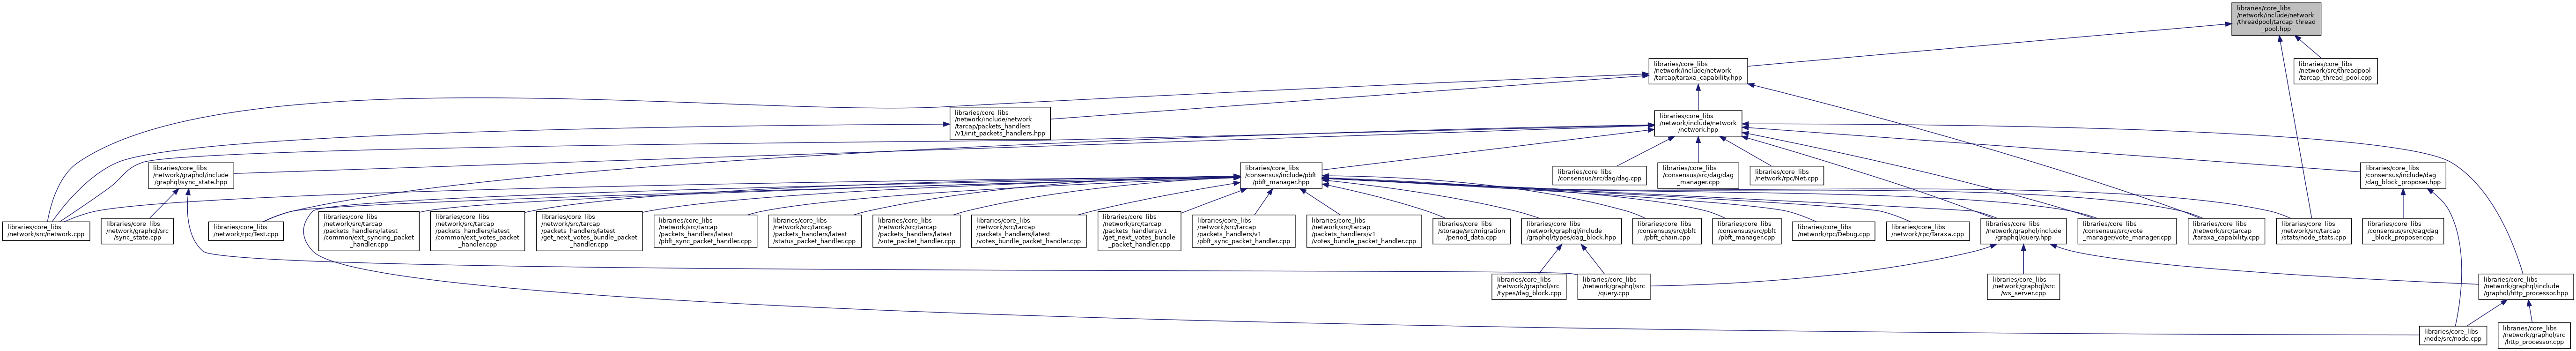 libraries/core_libs
/network/include/network
/threadpool/tarcap_thread
_pool.hpp
libraries/core_libs
/network/include/network
/tarcap/taraxa_capability.hpp
libraries/core_libs
/network/src/threadpool
/tarcap_thread_pool.cpp
libraries/core_libs
/network/include/network
/tarcap/packets_handlers
/v1/init_packets_handlers.hpp
libraries/core_libs
/network/include/network
/network.hpp
libraries/core_libs
/network/graphql/include
/graphql/sync_state.hpp
libraries/core_libs
/consensus/include/pbft
/pbft_manager.hpp
libraries/core_libs
/consensus/src/dag/dag.cpp
libraries/core_libs
/consensus/src/dag/dag
_manager.cpp
libraries/core_libs
/network/rpc/Net.cpp
libraries/core_libs
/consensus/include/dag
/dag_block_proposer.hpp
libraries/core_libs
/network/src/network.cpp
libraries/core_libs
/network/graphql/src
/sync_state.cpp
libraries/core_libs
/network/rpc/Test.cpp
libraries/core_libs
/network/src/tarcap
/packets_handlers/latest
/common/ext_syncing_packet
_handler.cpp
libraries/core_libs
/network/src/tarcap
/packets_handlers/latest
/common/ext_votes_packet
_handler.cpp
libraries/core_libs
/network/src/tarcap
/packets_handlers/latest
/get_next_votes_bundle_packet
_handler.cpp
libraries/core_libs
/network/src/tarcap
/packets_handlers/latest
/pbft_sync_packet_handler.cpp
libraries/core_libs
/network/src/tarcap
/packets_handlers/latest
/status_packet_handler.cpp
libraries/core_libs
/network/src/tarcap
/packets_handlers/latest
/vote_packet_handler.cpp
libraries/core_libs
/network/src/tarcap
/packets_handlers/latest
/votes_bundle_packet_handler.cpp
libraries/core_libs
/network/src/tarcap
/packets_handlers/v1
/get_next_votes_bundle
_packet_handler.cpp
libraries/core_libs
/network/src/tarcap
/packets_handlers/v1
/pbft_sync_packet_handler.cpp
libraries/core_libs
/network/src/tarcap
/packets_handlers/v1
/votes_bundle_packet_handler.cpp
libraries/core_libs
/storage/src/migration
/period_data.cpp
libraries/core_libs
/network/graphql/include
/graphql/types/dag_block.hpp
libraries/core_libs
/consensus/src/pbft
/pbft_chain.cpp
libraries/core_libs
/consensus/src/pbft
/pbft_manager.cpp
libraries/core_libs
/network/rpc/Debug.cpp
libraries/core_libs
/network/rpc/Taraxa.cpp
libraries/core_libs
/network/graphql/include
/graphql/query.hpp
libraries/core_libs
/consensus/src/vote
_manager/vote_manager.cpp
libraries/core_libs
/network/src/tarcap
/taraxa_capability.cpp
libraries/core_libs
/network/src/tarcap
/stats/node_stats.cpp
libraries/core_libs
/consensus/src/dag/dag
_block_proposer.cpp
libraries/core_libs
/network/graphql/src
/types/dag_block.cpp
libraries/core_libs
/network/graphql/src
/query.cpp
libraries/core_libs
/network/graphql/src
/ws_server.cpp
libraries/core_libs
/network/graphql/include
/graphql/http_processor.hpp
libraries/core_libs
/node/src/node.cpp
libraries/core_libs
/network/graphql/src
/http_processor.cpp